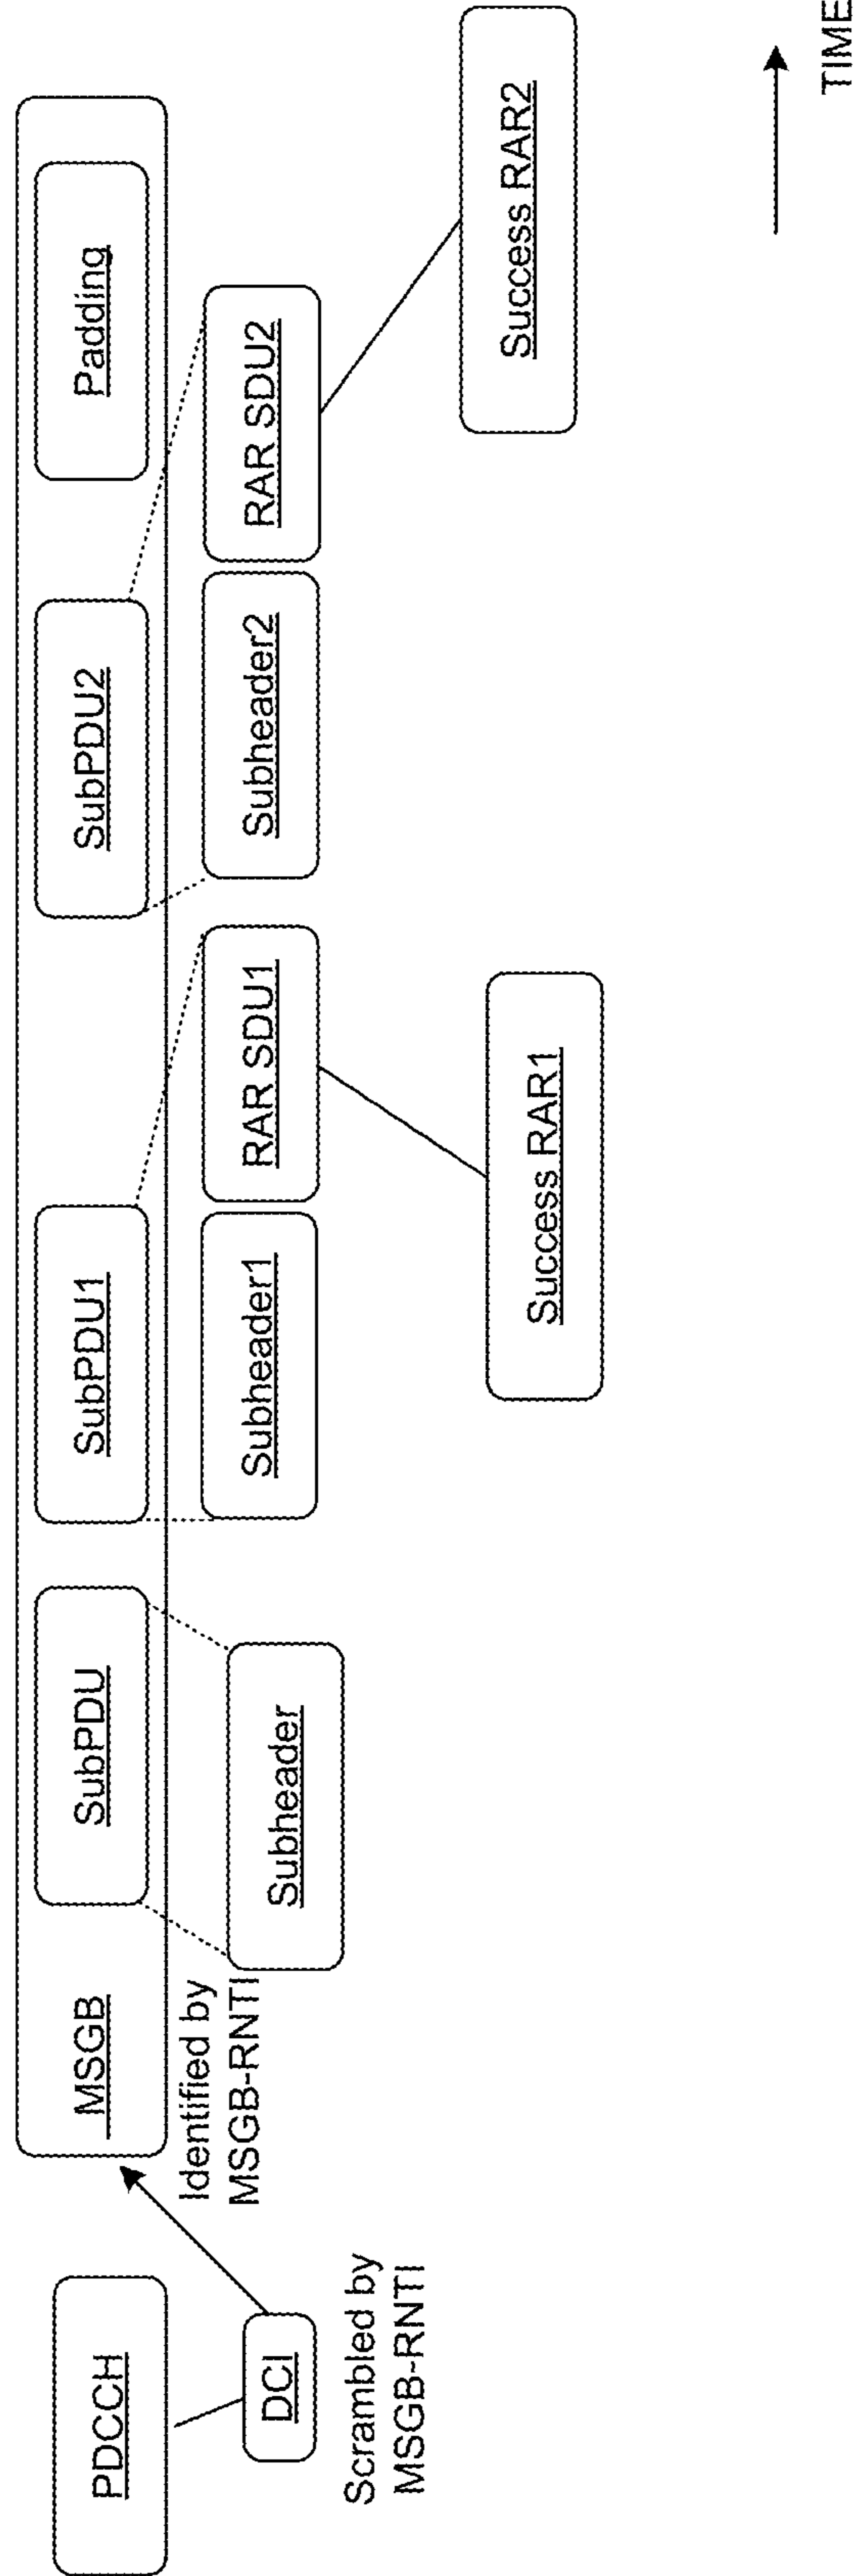 PDCCH
MSGB
SubPDU
SubPDU1
SubPDU2
Padding
DCI
Identified by
MSGB-RNTI
Subheader
Subheader1
RAR SDU1
Subheader2
RAR SDU2
Scrambled by
MSGB-RNTI
Success RAR1
Success RAR2
TIME